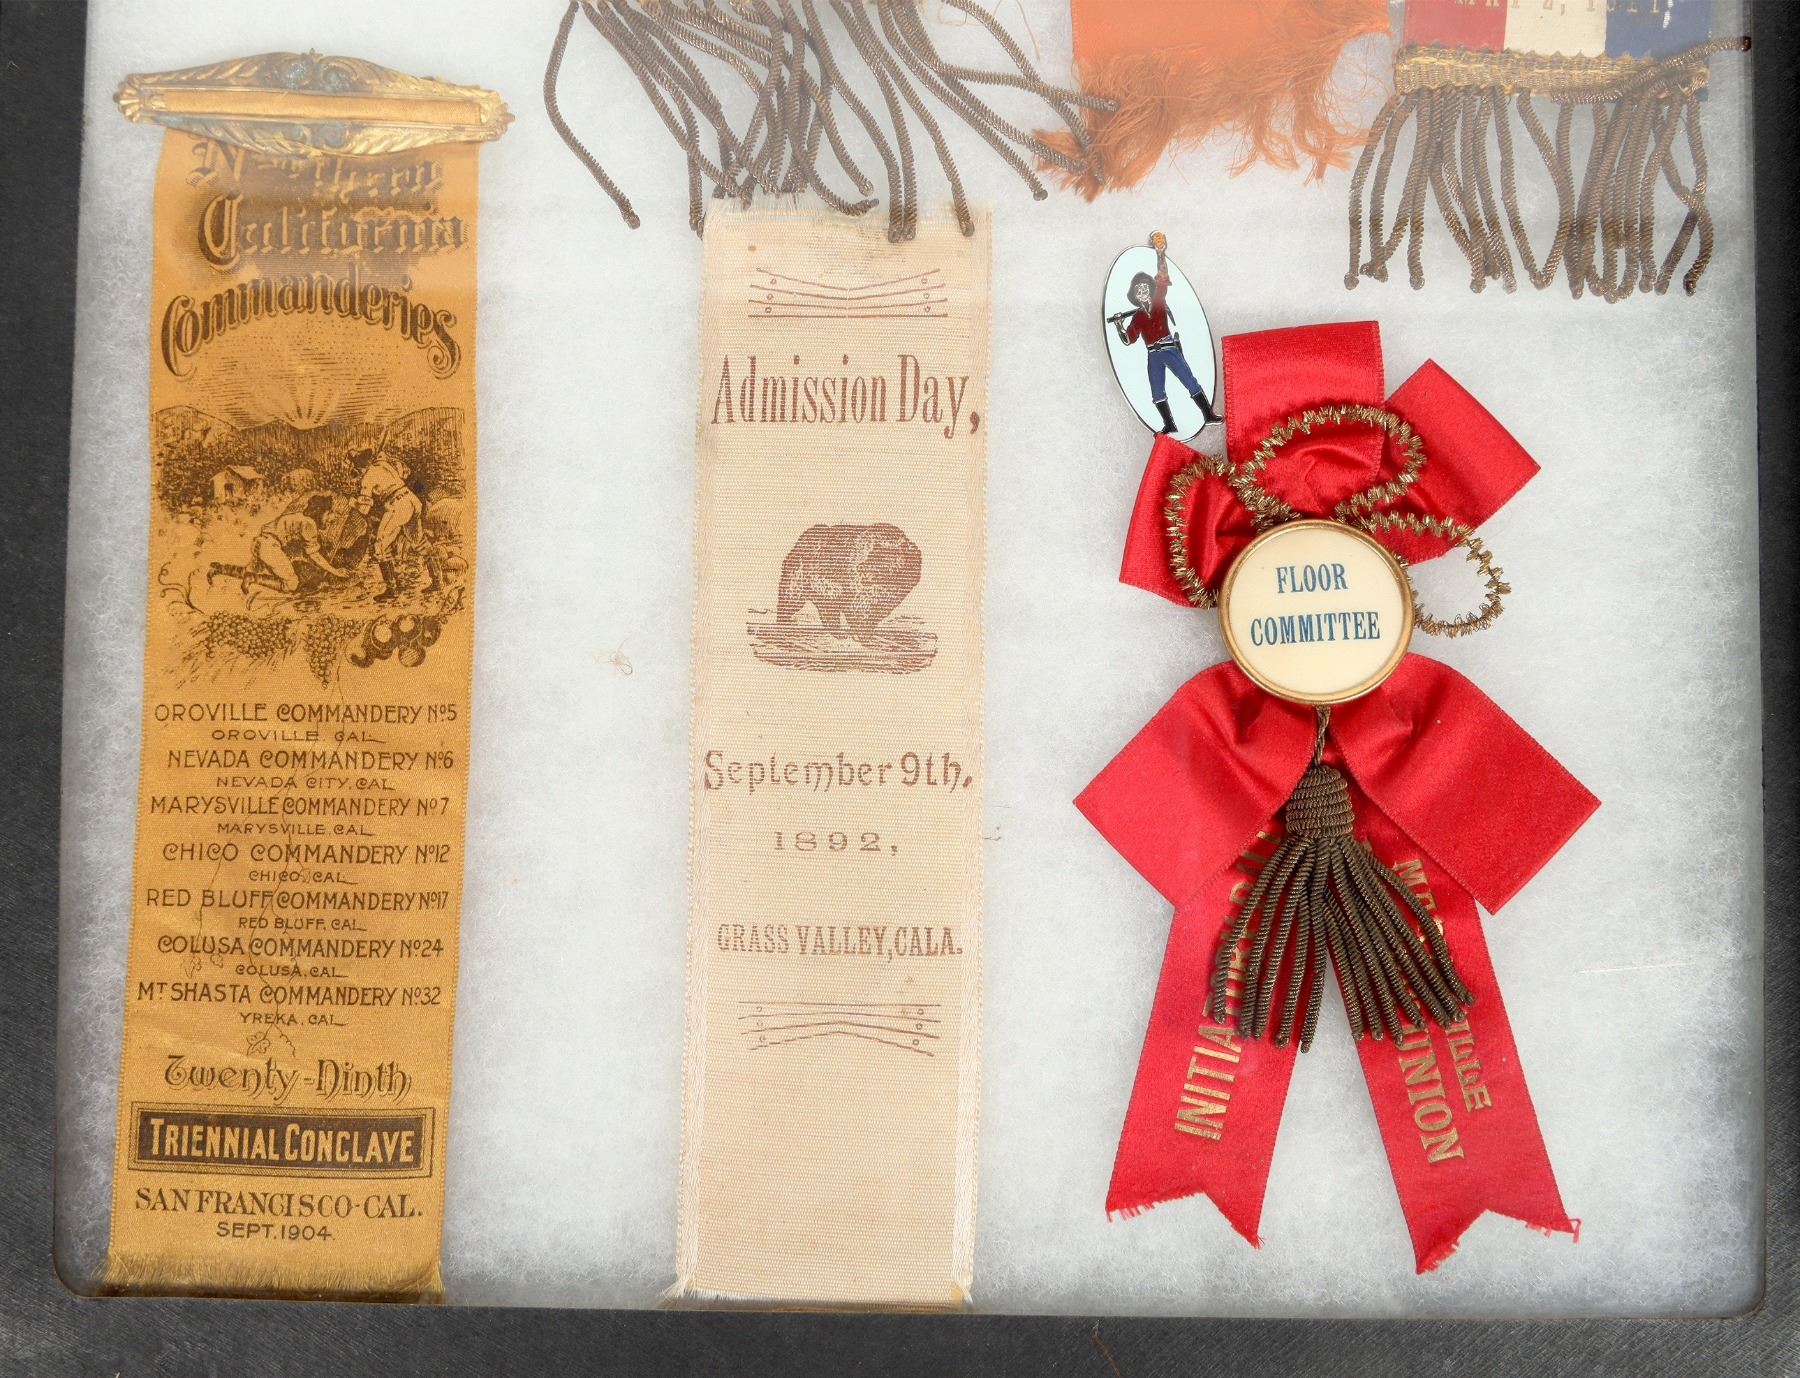 Northern
California
Commanderies
OROVILLE COMMANDERY Nº5
OROVILLE CAL
NEVADA COMMANDERY Nº6
NEVADA CITY, CAL
MARYSVILLE COMMANDERY Nº7
MARYSVILLE CAL
CHICO COMMANDERY Nº12
CHICO, CAL
RED BLUFF COMMANDERY Nº17
RED BLUFF, CAL
COLUSA COMMANDERY Nº24
COLUSA, CAL
MT SHASTA COMMANDERY Nº32
YREKA, CAL
Twenty-Ninth
TRIENNIAL CONCLAVE
SAN FRANCISCO-CAL.
SEPT. 1904.
Admission Day,
September 9th,
1892,
GRASS VALLEY, CALA.
FLOOR
COMMITTEE